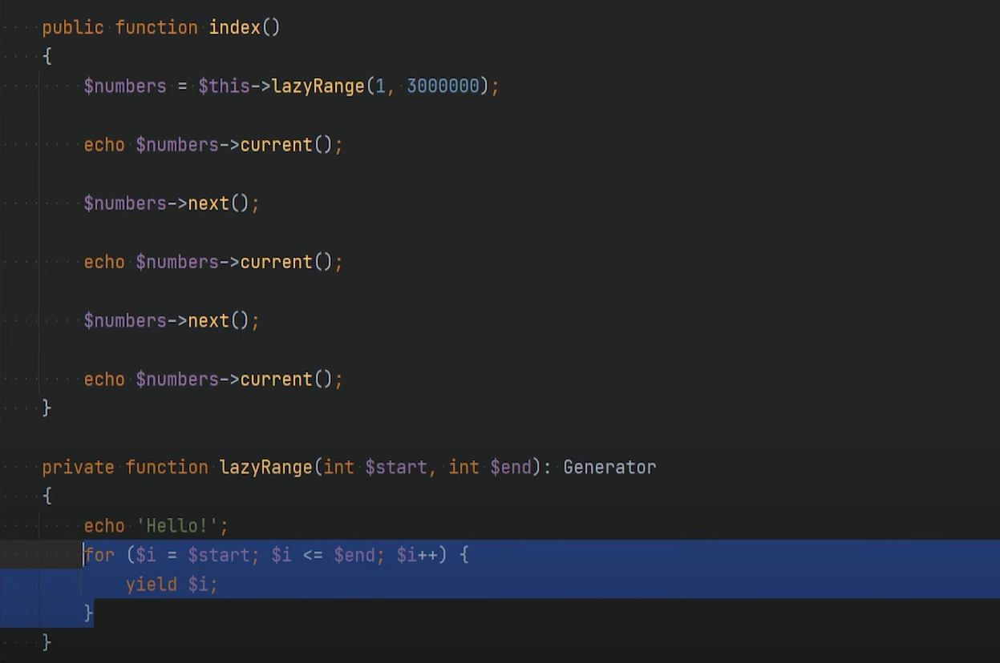 public function index()
{
$numbers = $this->lazyRange(1, 3000000);
echo $numbers->current();
$numbers->next();
echo $numbers->current();
$numbers->next();
echo $numbers->current();
}
private function lazyRange(int $start, int $end): Generator
{
echo 'Hello!';
for ($i = $start; $i <= $end; $i++) {
yield $i;
}
}